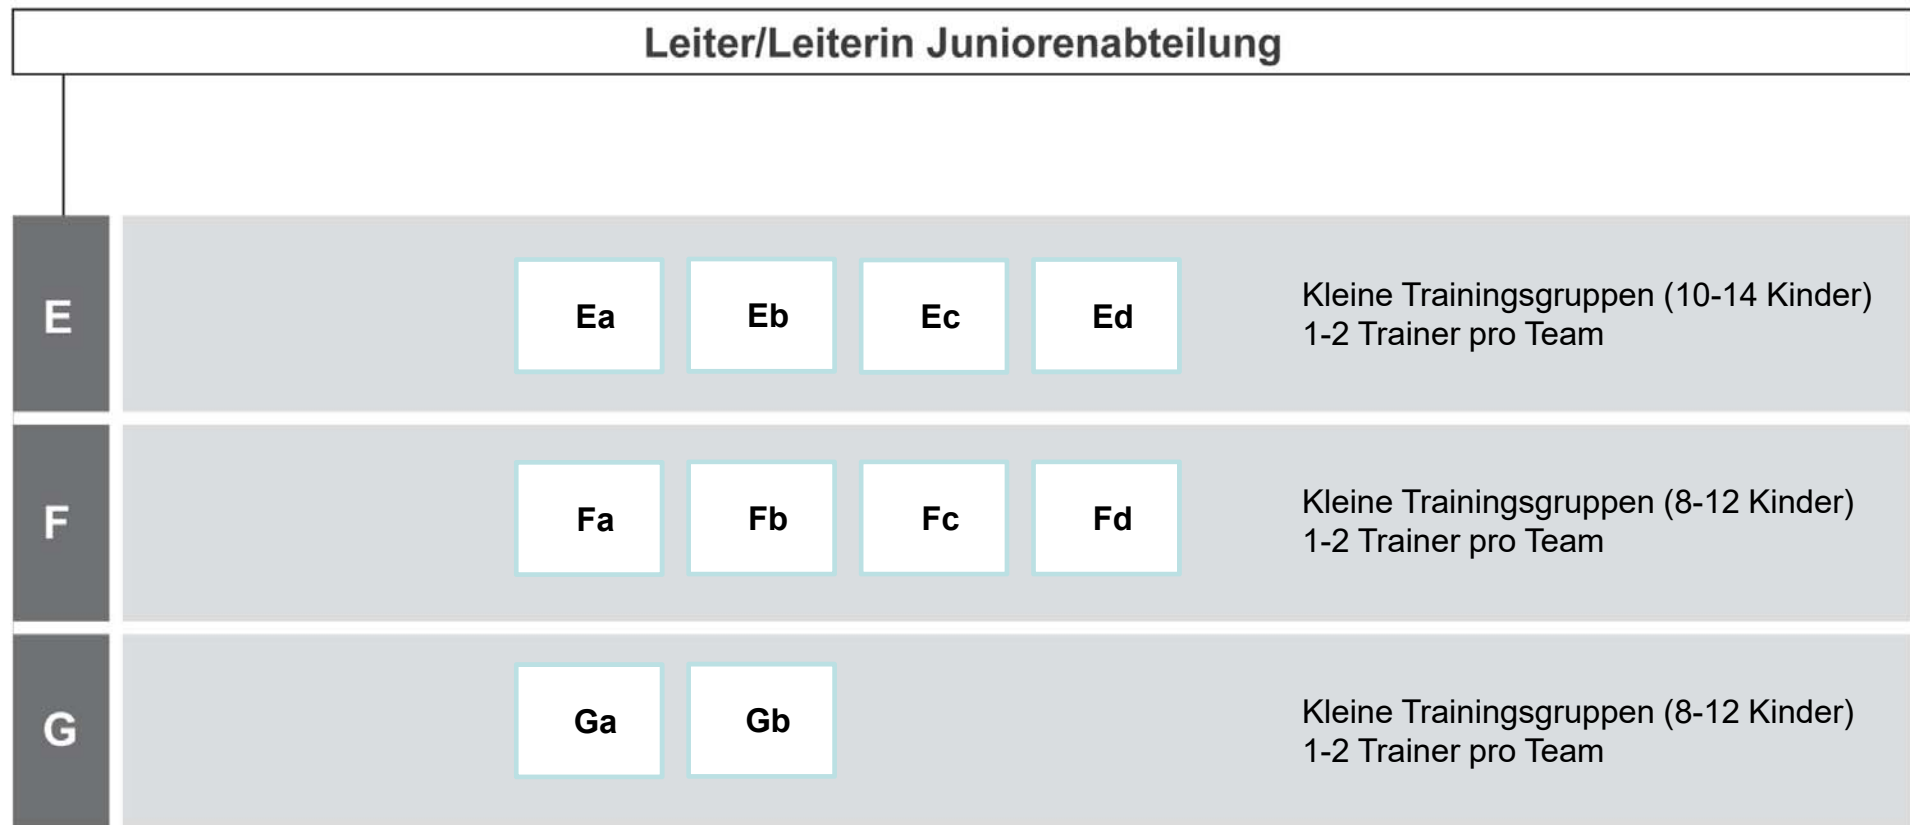 Leiter/Leiterin Juniorenabteilung
E
Ea Eb Ec Ed
Kleine Trainingsgruppen (10-14 Kinder)
1-2 Trainer pro Team
F
Fa Fb Fc Fd
Kleine Trainingsgruppen (8-12 Kinder)
1-2 Trainer pro Team
G
Ga Gb
Kleine Trainingsgruppen (8-12 Kinder)
1-2 Trainer pro Team